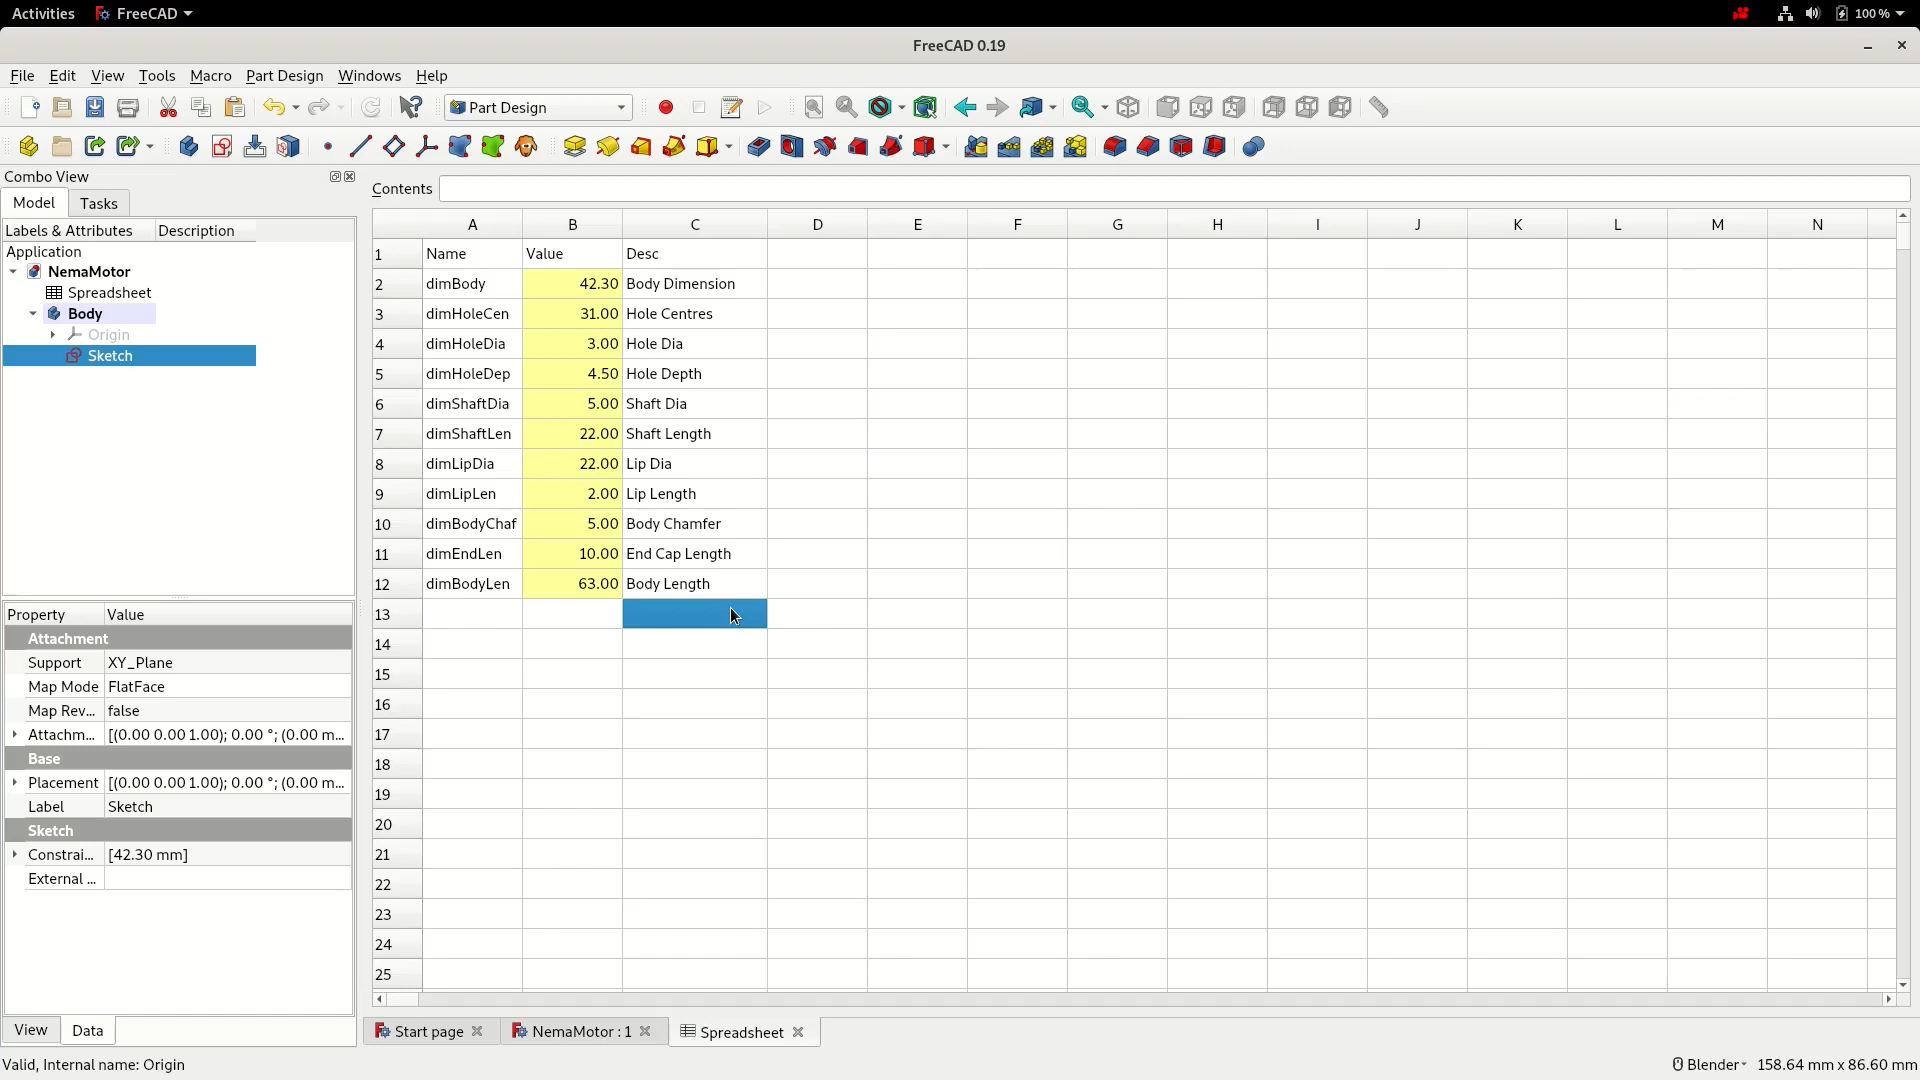 Activities FreeCAD 100 %
FreeCAD 0.19
File Edit View Tools Macro Part Design Windows Help
Part Design
Combo View
Model Tasks
Labels & Attributes Description
Application
NemaMotor
Spreadsheet
Body
Origin
Sketch
Contents
A B C D E F G H I J K L M N
1 Name Value Desc
2 dimBody 42.30 Body Dimension
3 dimHoleCen 31.00 Hole Centres
4 dimHoleDia 3.00 Hole Dia
5 dimHoleDep 4.50 Hole Depth
6 dimShaftDia 5.00 Shaft Dia
7 dimShaftLen 22.00 Shaft Length
8 dimLipDia 22.00 Lip Dia
9 dimLipLen 2.00 Lip Length
10 dimBodyChaf 5.00 Body Chamfer
11 dimEndLen 10.00 End Cap Length
12 dimBodyLen 63.00 Body Length
13
14
15
16
17
18
19
20
21
22
23
24
25
Property Value
Attachment
Support XY_Plane
Map Mode FlatFace
Map Rev... false
Attachm... [(0.00 0.00 1.00); 0.00 °; (0.00 m...
Base
Placement [(0.00 0.00 1.00); 0.00 °; (0.00 m...
Label Sketch
Sketch
Constrai... [42.30 mm]
External ...
View Data
Start page NemaMotor : 1 Spreadsheet
Valid, Internal name: Origin
Blender 158.64 mm x 86.60 mm